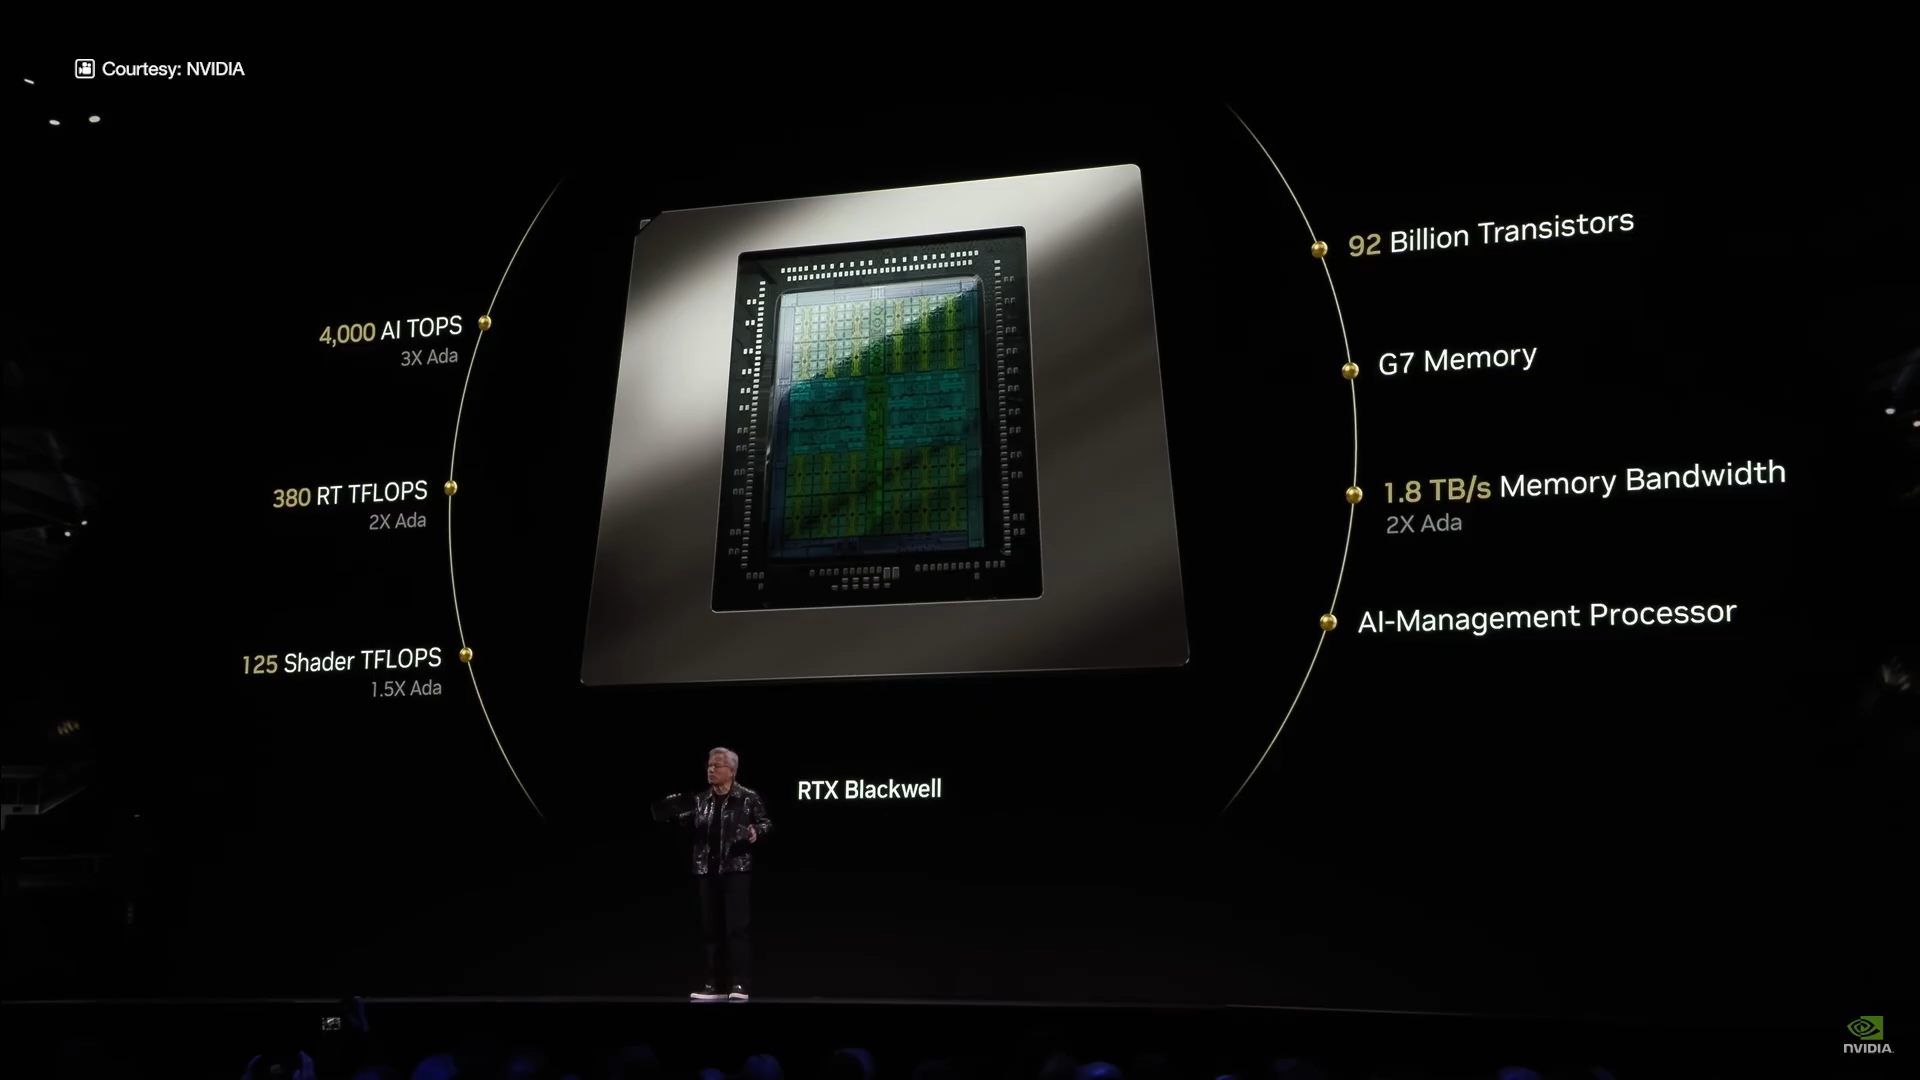 Courtesy: NVIDIA
4,000 AI TOPS
3X Ada
380 RT TFLOPS
2X Ada
125 Shader TFLOPS
1.5X Ada
92 Billion Transistors
G7 Memory
1.8 TB/s Memory Bandwidth
2X Ada
AI-Management Processor
RTX Blackwell
NVIDIA